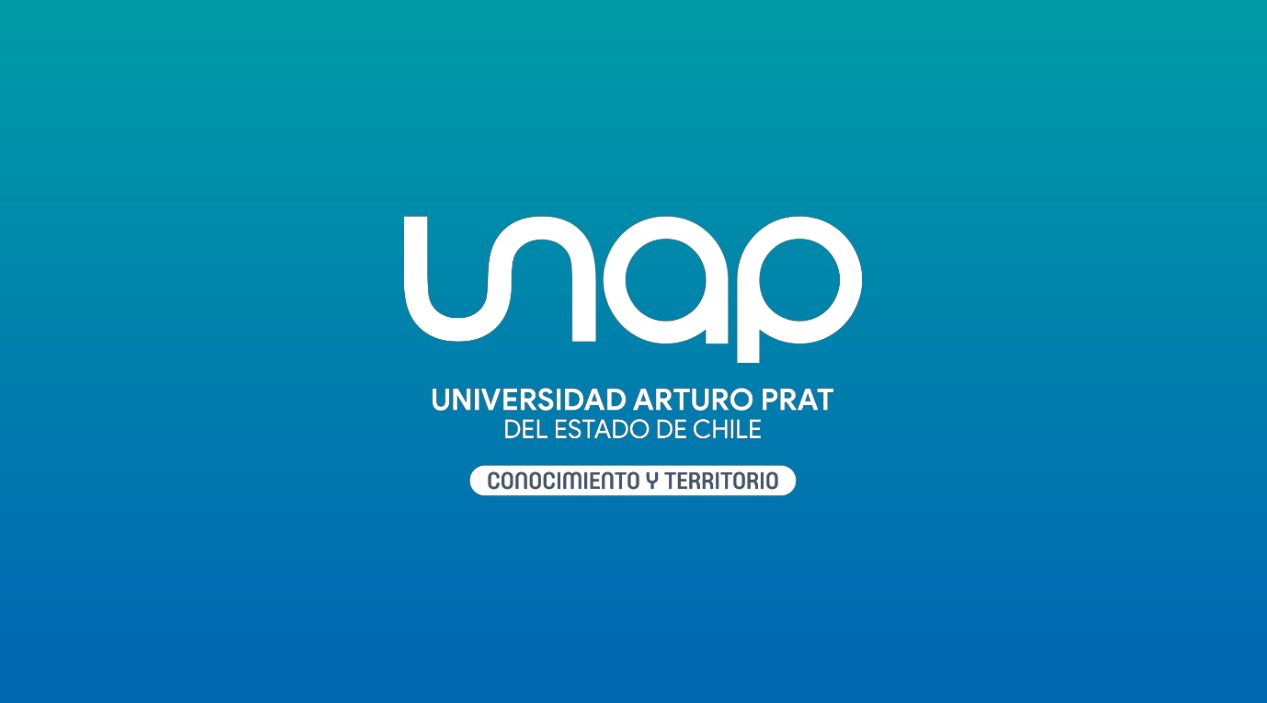 unap
UNIVERSIDAD ARTURO PRAT
DEL ESTADO DE CHILE
CONOCIMIENTO Y TERRITORIO